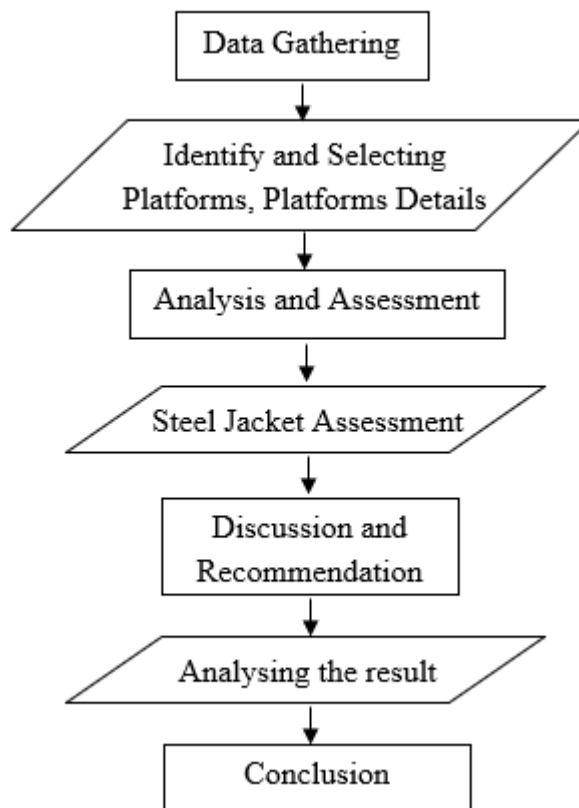 Data Gathering
Identify and Selecting
Platforms, Platforms Details
Analysis and Assessment
Steel Jacket Assessment
Discussion and
Recommendation
Analysing the result
Conclusion